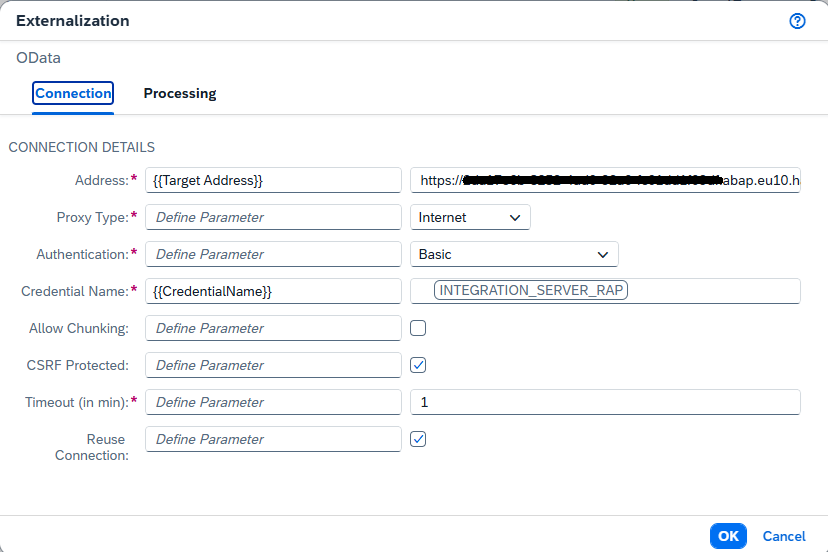 Externalization
OData
Connection Processing
CONNECTION DETAILS
Address:* {{Target Address}} https:// abap.eu10.h
Proxy Type:* Define Parameter Internet
Authentication:* Define Parameter Basic
Credential Name:* {{CredentialName}} INTEGRATION_SERVER_RAP
Allow Chunking: Define Parameter
CSRF Protected: Define Parameter
Timeout (in min):* Define Parameter 1
Reuse Define Parameter
Connection:
OK Cancel